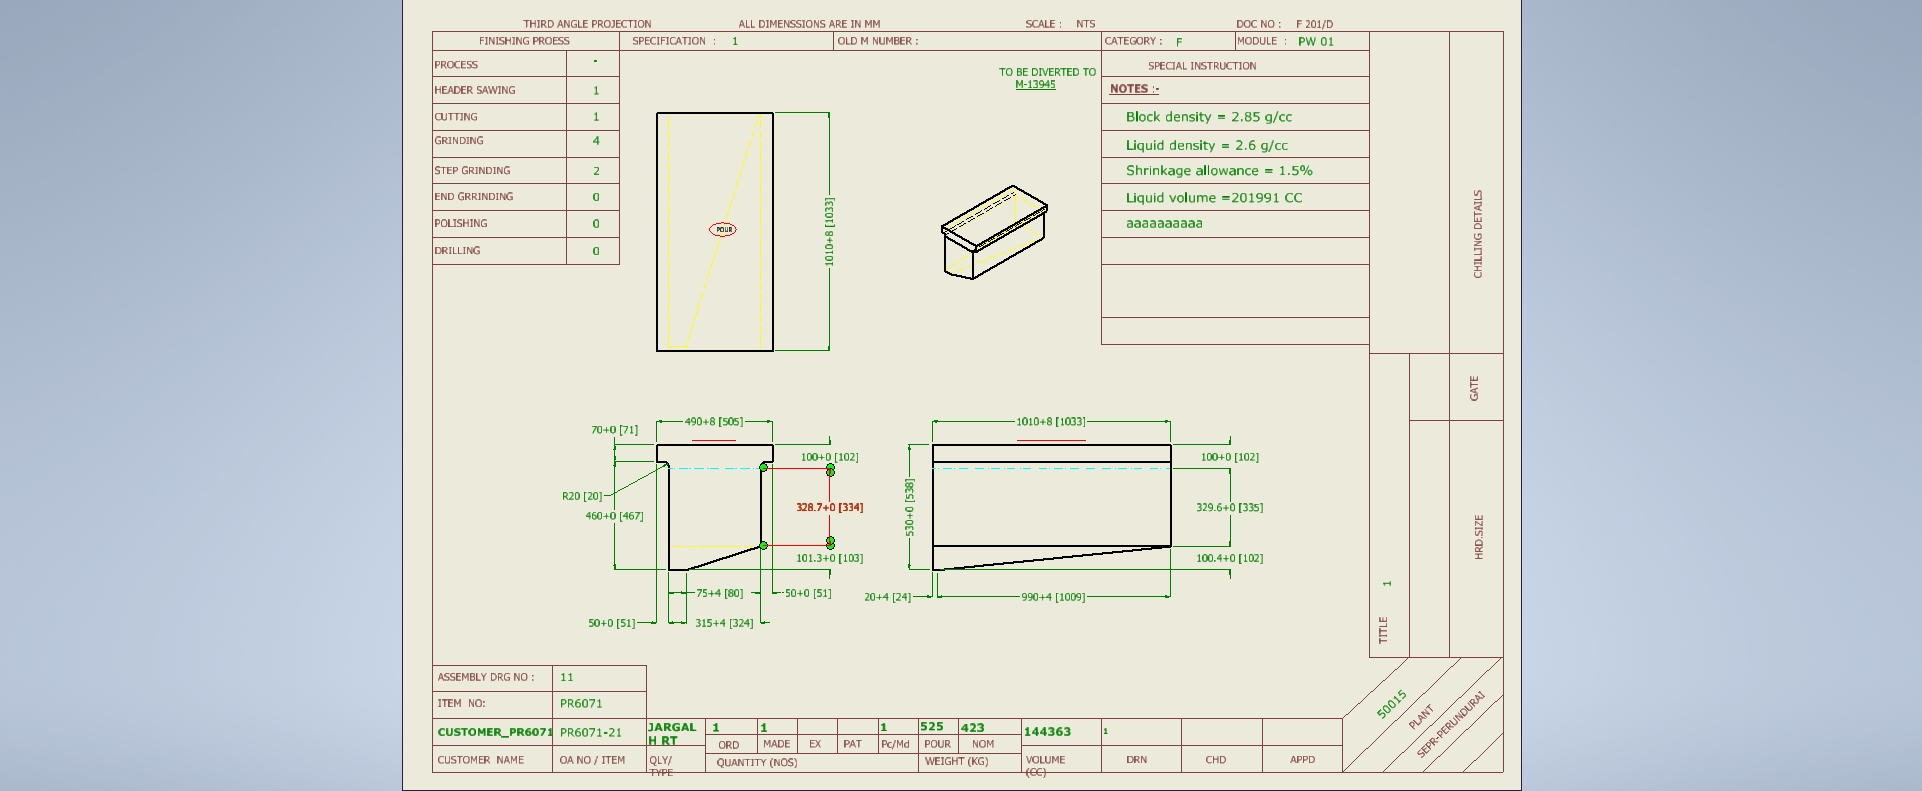 THIRD ANGLE PROJECTION ALL DIMENSSIONS ARE IN MM SCALE : NTS DOC NO : F 201/D
FINISHING PROESS SPECIFICATION : 1 OLD M NUMBER : CATEGORY : F MODULE : PW 01
PROCESS -
HEADER SAWING 1
CUTTING 1
GRINDING 4
STEP GRINDING 2
END GRRINDING 0
POLISHING 0
DRILLING 0
TO BE DIVERTED TO
M-13945
SPECIAL INSTRUCTION
NOTES :-
Block density = 2.85 g/cc
Liquid density = 2.6 g/cc
Shrinkage allowance = 1.5%
Liquid volume =201991 CC
aaaaaaaaaa
POUR
1010+8 [1033]
CHILLING DETAILS
GATE
HRD.SIZE
TITLE 1
490+8 [505]
70+0 [71]
100+0 [102]
R20 [20]
460+0 [467]
328.7+0 [334]
101.3+0 [103]
75+4 [80]
50+0 [51]
50+0 [51]
315+4 [324]
1010+8 [1033]
100+0 [102]
530+0 [538]
329.6+0 [335]
100.4+0 [102]
20+4 [24]
990+4 [1009]
ASSEMBLY DRG NO : 11
ITEM NO: PR6071
CUSTOMER_PR6071 PR6071-21 JARGAL
H RT
1 1 1 525 423 144363 1
ORD MADE EX PAT Pc/Md POUR NOM
CUSTOMER NAME OA NO / ITEM QLY/
TYPE
QUANTITY (NOS) WEIGHT (KG) VOLUME
(CC)
DRN CHD APPD
50015
PLANT
SEPR-PERUNDURAI